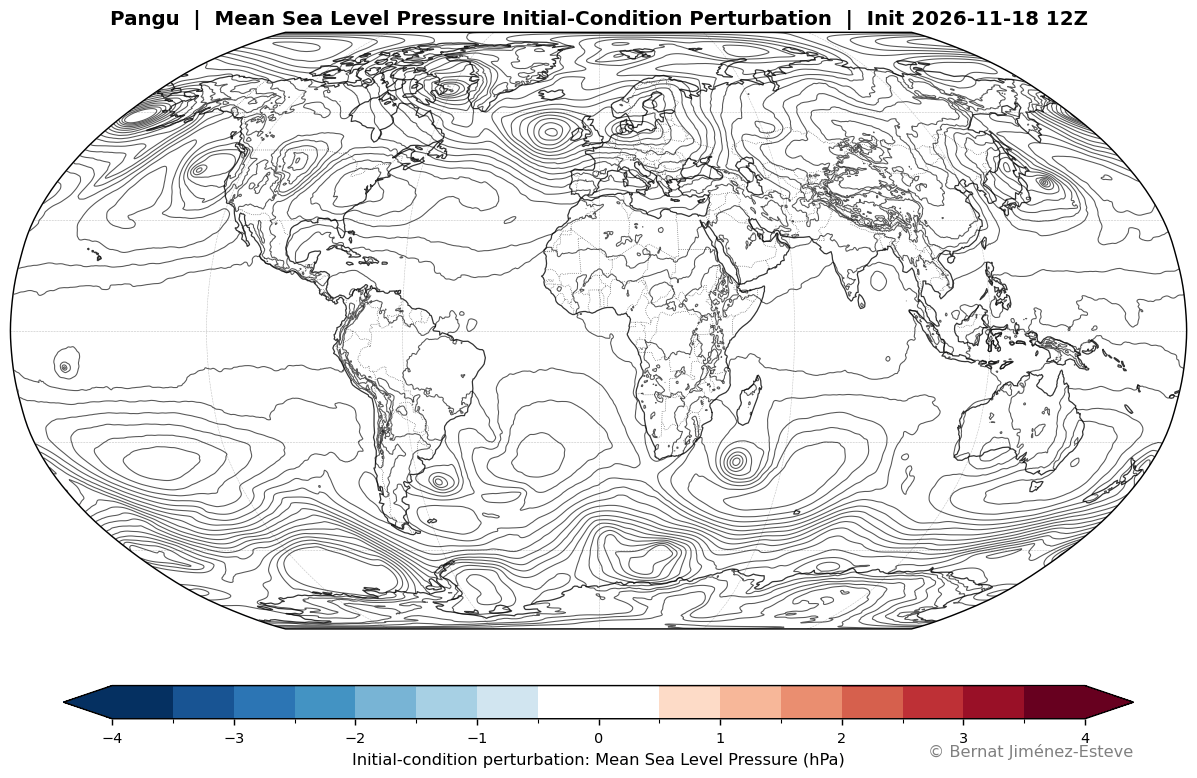 Pangu | Mean Sea Level Pressure Initial-Condition Perturbation | Init 2026-11-18 12Z
−4 −3 −2 −1 0 1 2 3 4
Initial-condition perturbation: Mean Sea Level Pressure (hPa)
© Bernat Jiménez-Esteve